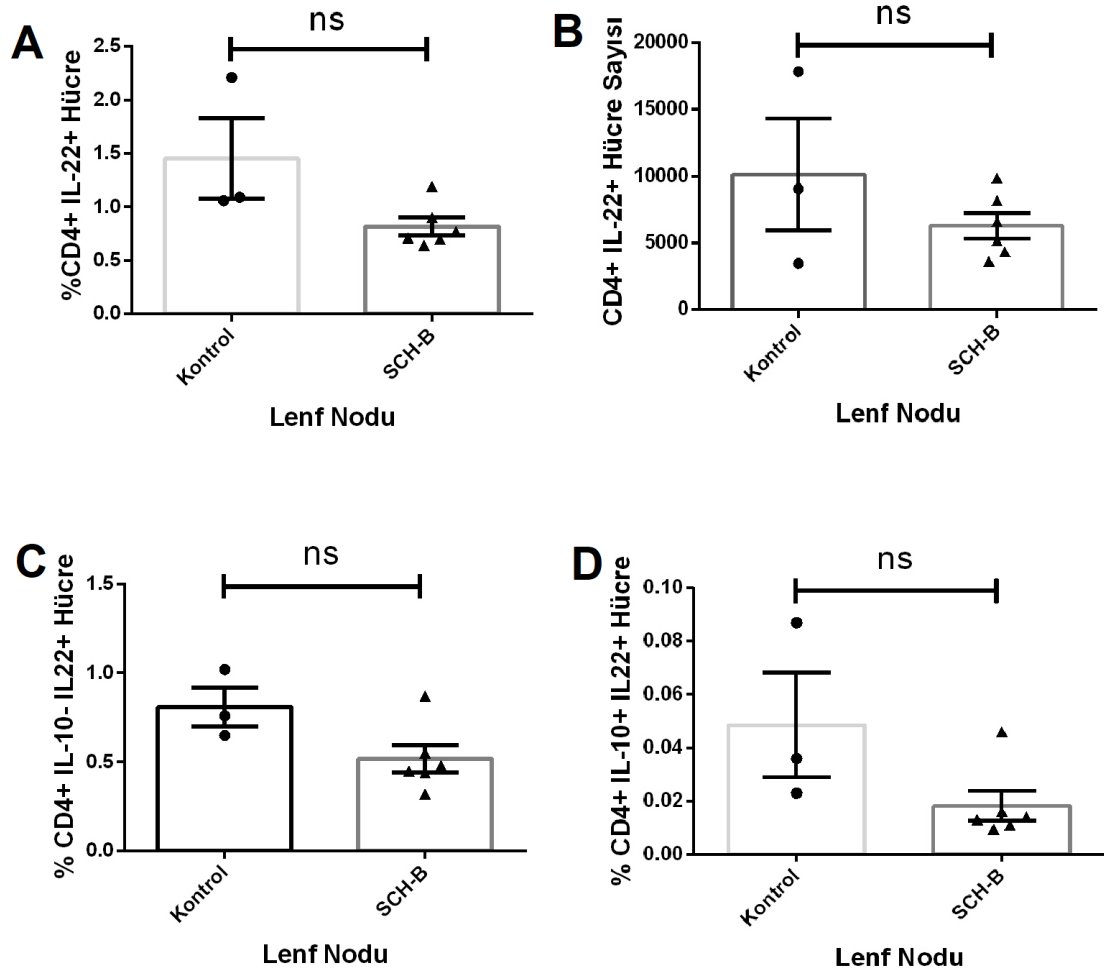 A
ns
%CD4+ IL-22+ Hücre
2.5
2.0
1.5
1.0
0.5
0.0
Kontrol
SCH-B
Lenf Nodu
B
ns
CD4+ IL-22+ Hücre Sayısı
20000
15000
10000
5000
0
Kontrol
SCH-B
Lenf Nodu
C
ns
% CD4+ IL-10- IL22+ Hücre
1.5
1.0
0.5
0.0
Kontrol
SCH-B
Lenf Nodu
D
ns
% CD4+ IL-10+ IL22+ Hücre
0.10
0.08
0.06
0.04
0.02
0.00
Kontrol
SCH-B
Lenf Nodu